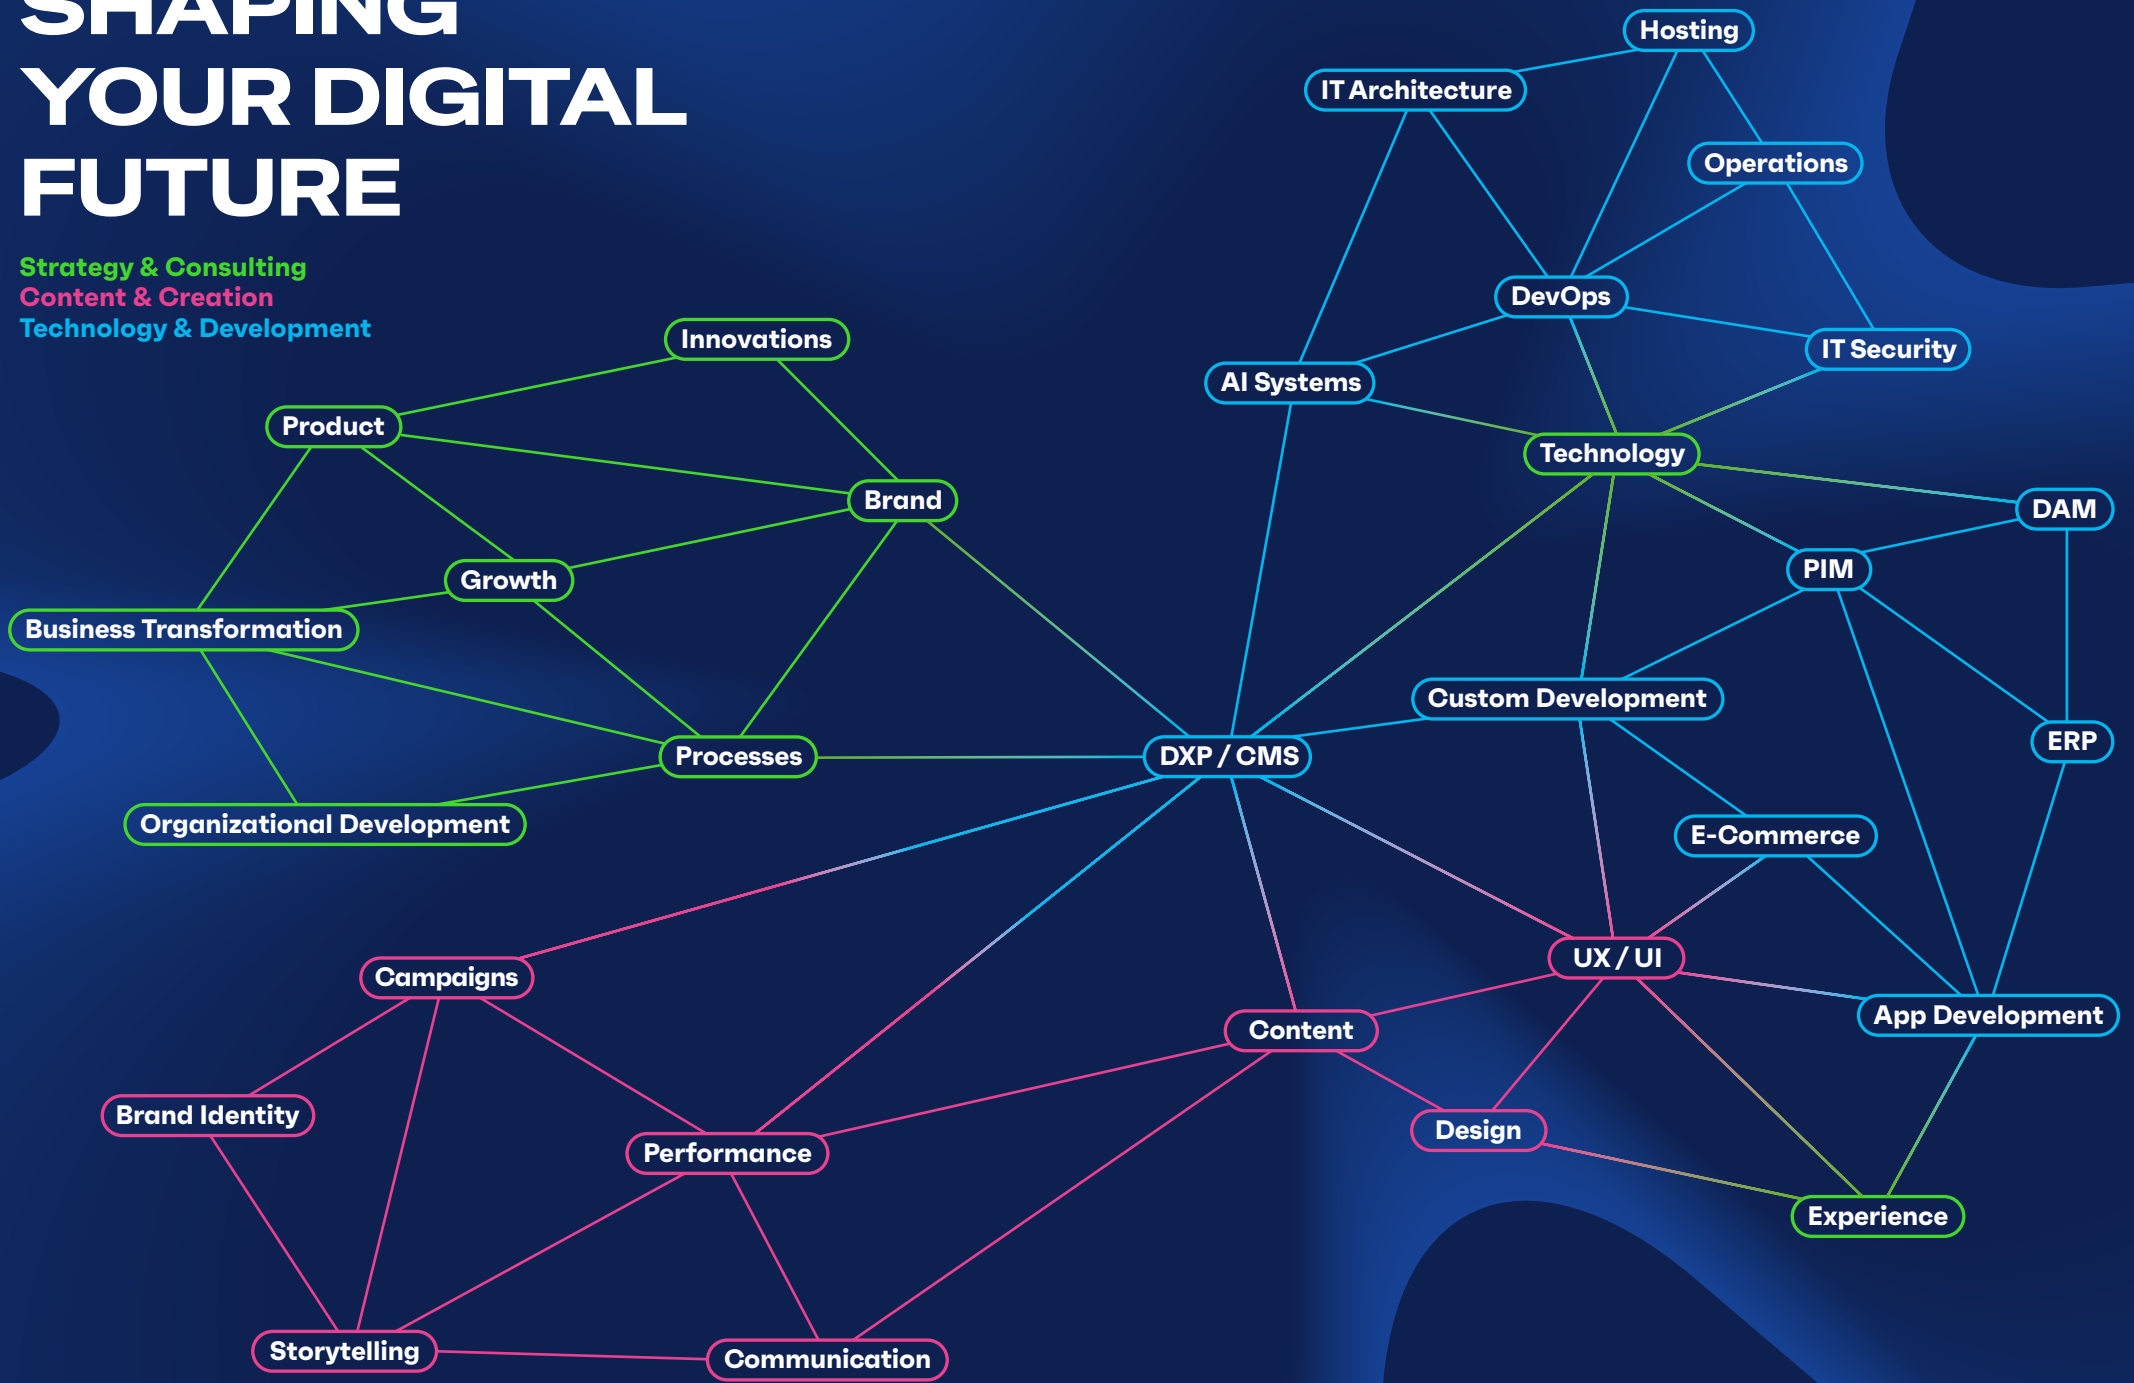 SHAPING
YOUR DIGITAL
FUTURE
Strategy & Consulting
Content & Creation
Technology & Development
Hosting
IT Architecture
Operations
DevOps
IT Security
AI Systems
Technology
Innovations
Product
Brand
DAM
PIM
Growth
Business Transformation
Custom Development
ERP
Processes
DXP / CMS
Organizational Development
E-Commerce
UX / UI
Campaigns
App Development
Content
Brand Identity
Design
Performance
Experience
Storytelling
Communication